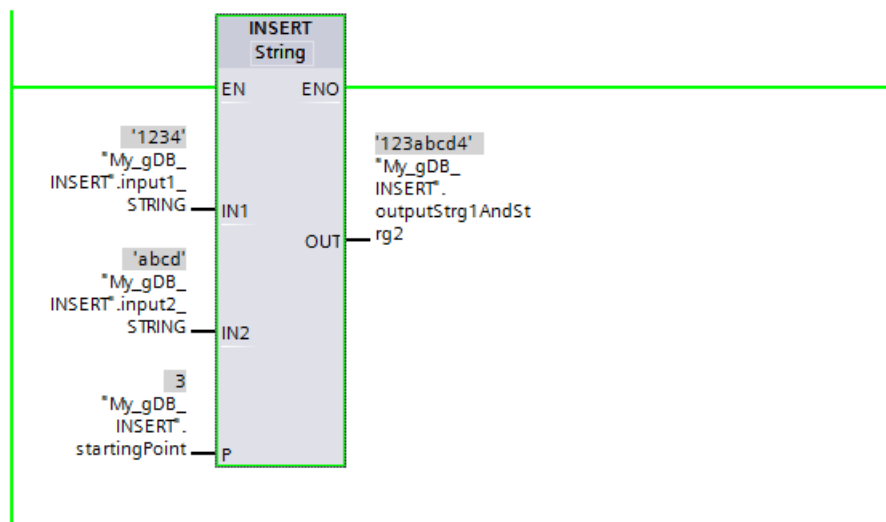 INSERT
String
EN ENO
'1234'
"My_gDB_
INSERT".input1_
STRING
IN1
'123abcd4'
"My_gDB_
INSERT".
outputStrg1AndSt
rg2
OUT
'abcd'
"My_gDB_
INSERT".input2_
STRING
IN2
3
"My_gDB_
INSERT".
startingPoint
P